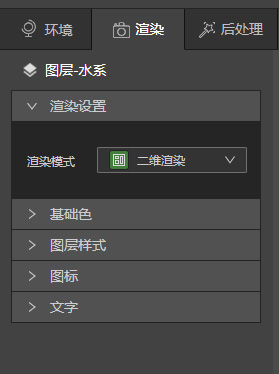 环境 渲染 后处理
图层-水系
渲染设置
渲染模式 二维渲染
基础色
图层样式
图标
文字